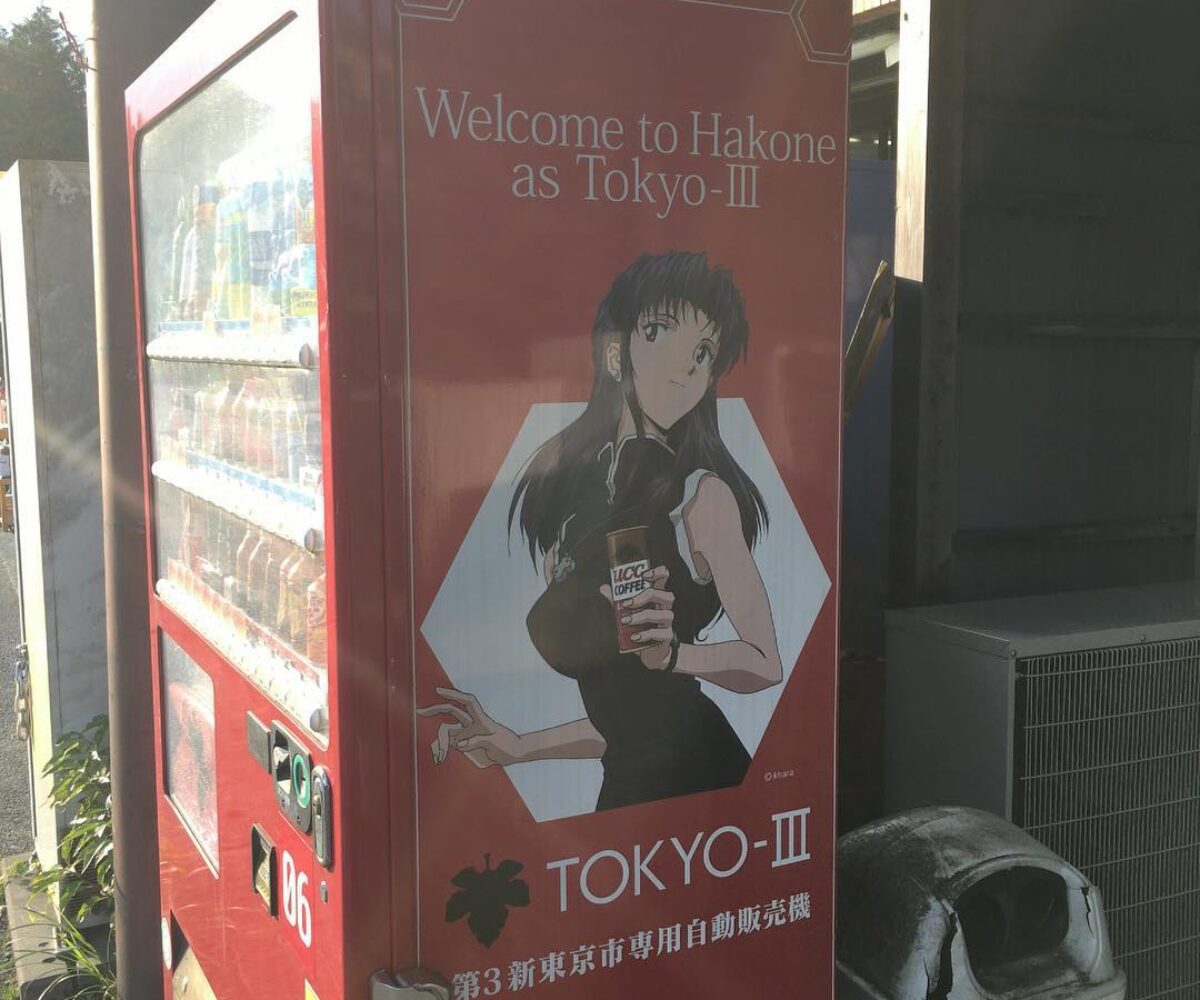 Welcome to Hakone
as Tokyo-III
UCC
COFFEE
© khara
TOKYO-III
第3新東京市専用自動販売機
06